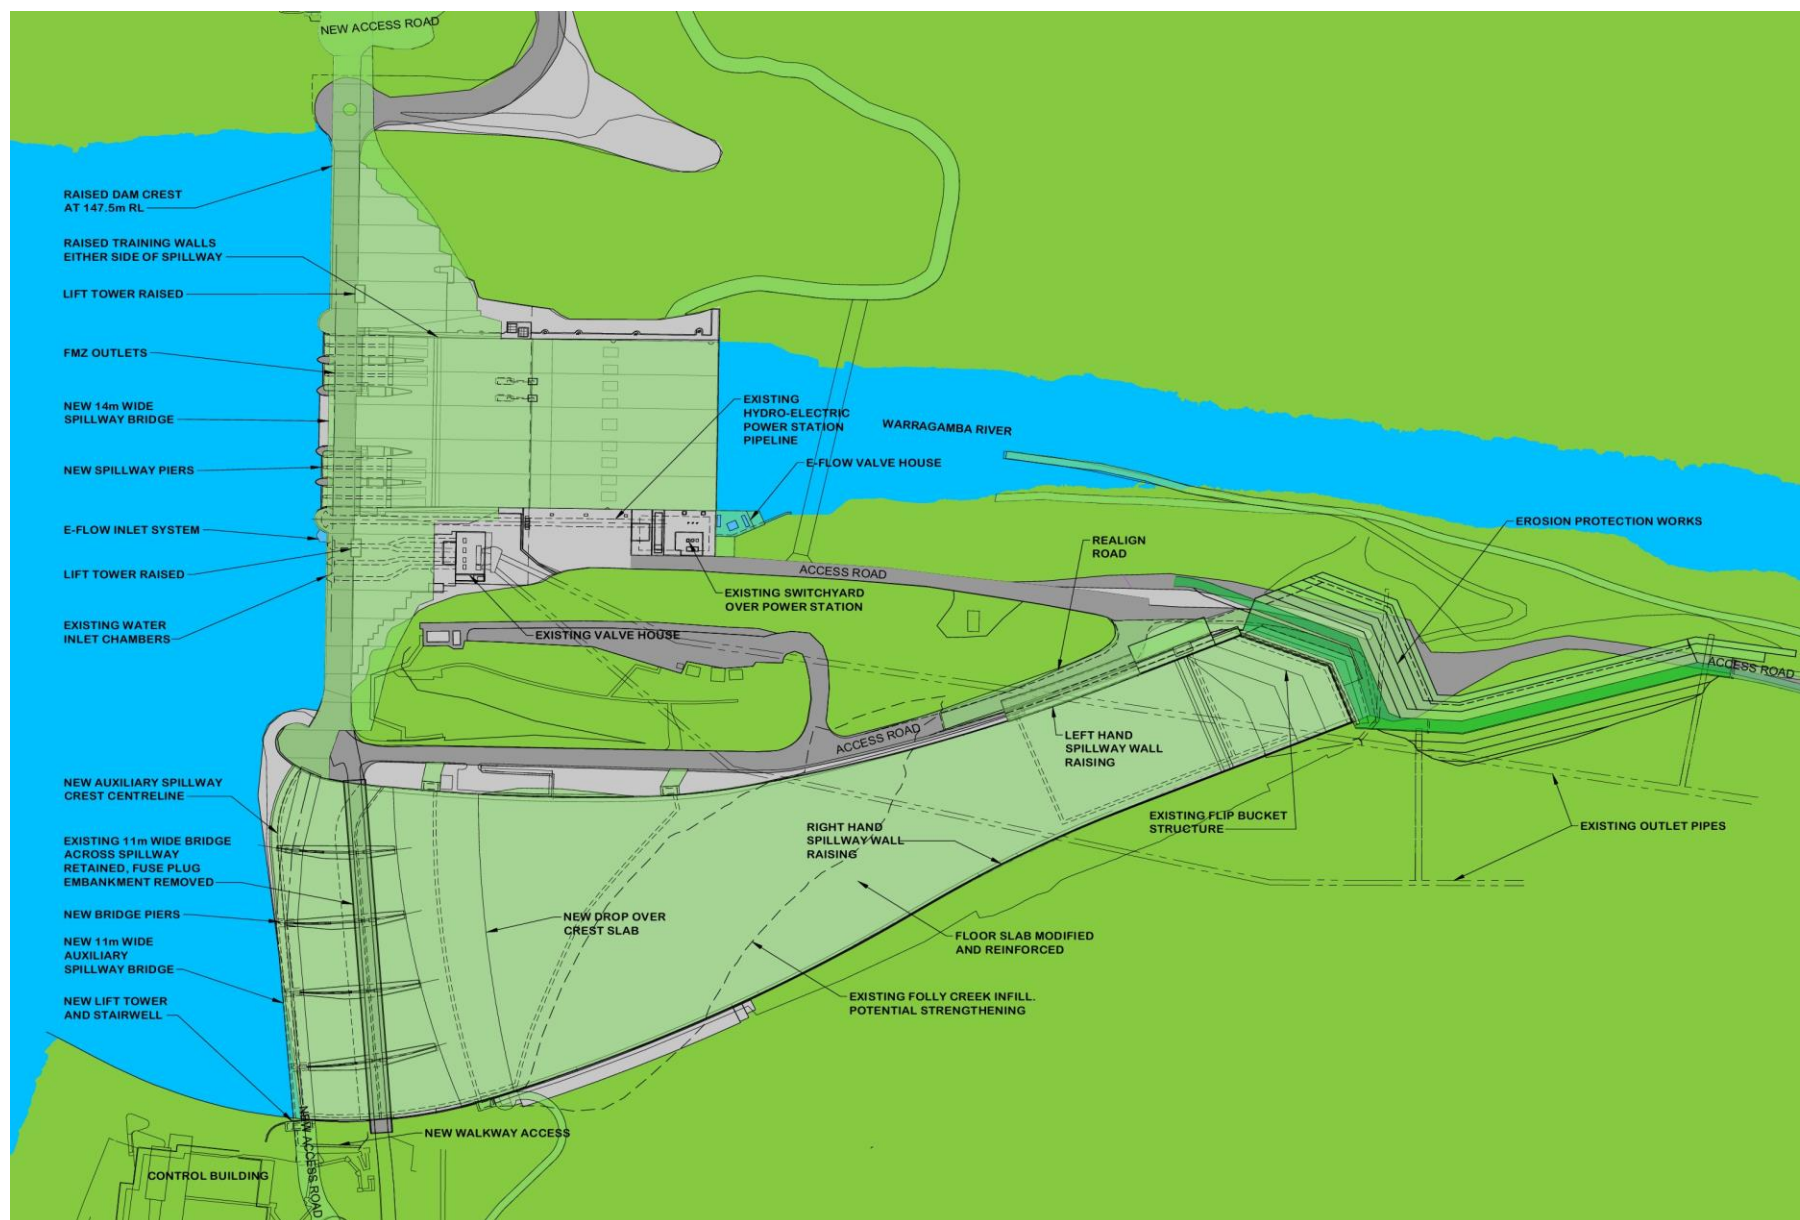 NEW ACCESS ROAD
RAISED DAM CREST
AT 147.5m RL
RAISED TRAINING WALLS
EITHER SIDE OF SPILLWAY
LIFT TOWER RAISED
FMZ OUTLETS
NEW 14m WIDE
SPILLWAY BRIDGE
NEW SPILLWAY PIERS
E-FLOW INLET SYSTEM
LIFT TOWER RAISED
EXISTING WATER
INLET CHAMBERS
EXISTING
HYDRO-ELECTRIC
POWER STATION
PIPELINE
WARRAGAMBA RIVER
E-FLOW VALVE HOUSE
EROSION PROTECTION WORKS
REALIGN
ROAD
ACCESS ROAD
EXISTING SWITCHYARD
OVER POWER STATION
EXISTING VALVE HOUSE
ACCESS ROAD
ACCESS ROAD
LEFT HAND
SPILLWAY WALL
RAISING
NEW AUXILIARY SPILLWAY
CREST CENTRELINE
EXISTING 11m WIDE BRIDGE
ACROSS SPILLWAY
RETAINED, FUSE PLUG
EMBANKMENT REMOVED
NEW BRIDGE PIERS
NEW 11m WIDE
AUXILIARY
SPILLWAY BRIDGE
NEW LIFT TOWER
AND STAIRWELL
RIGHT HAND
SPILLWAY WALL
RAISING
EXISTING FLIP BUCKET
STRUCTURE
EXISTING OUTLET PIPES
NEW DROP OVER
CREST SLAB
FLOOR SLAB MODIFIED
AND REINFORCED
EXISTING FOLLY CREEK INFILL.
POTENTIAL STRENGTHENING
NEW WALKWAY ACCESS
NEW ACCESS ROAD
CONTROL BUILDING